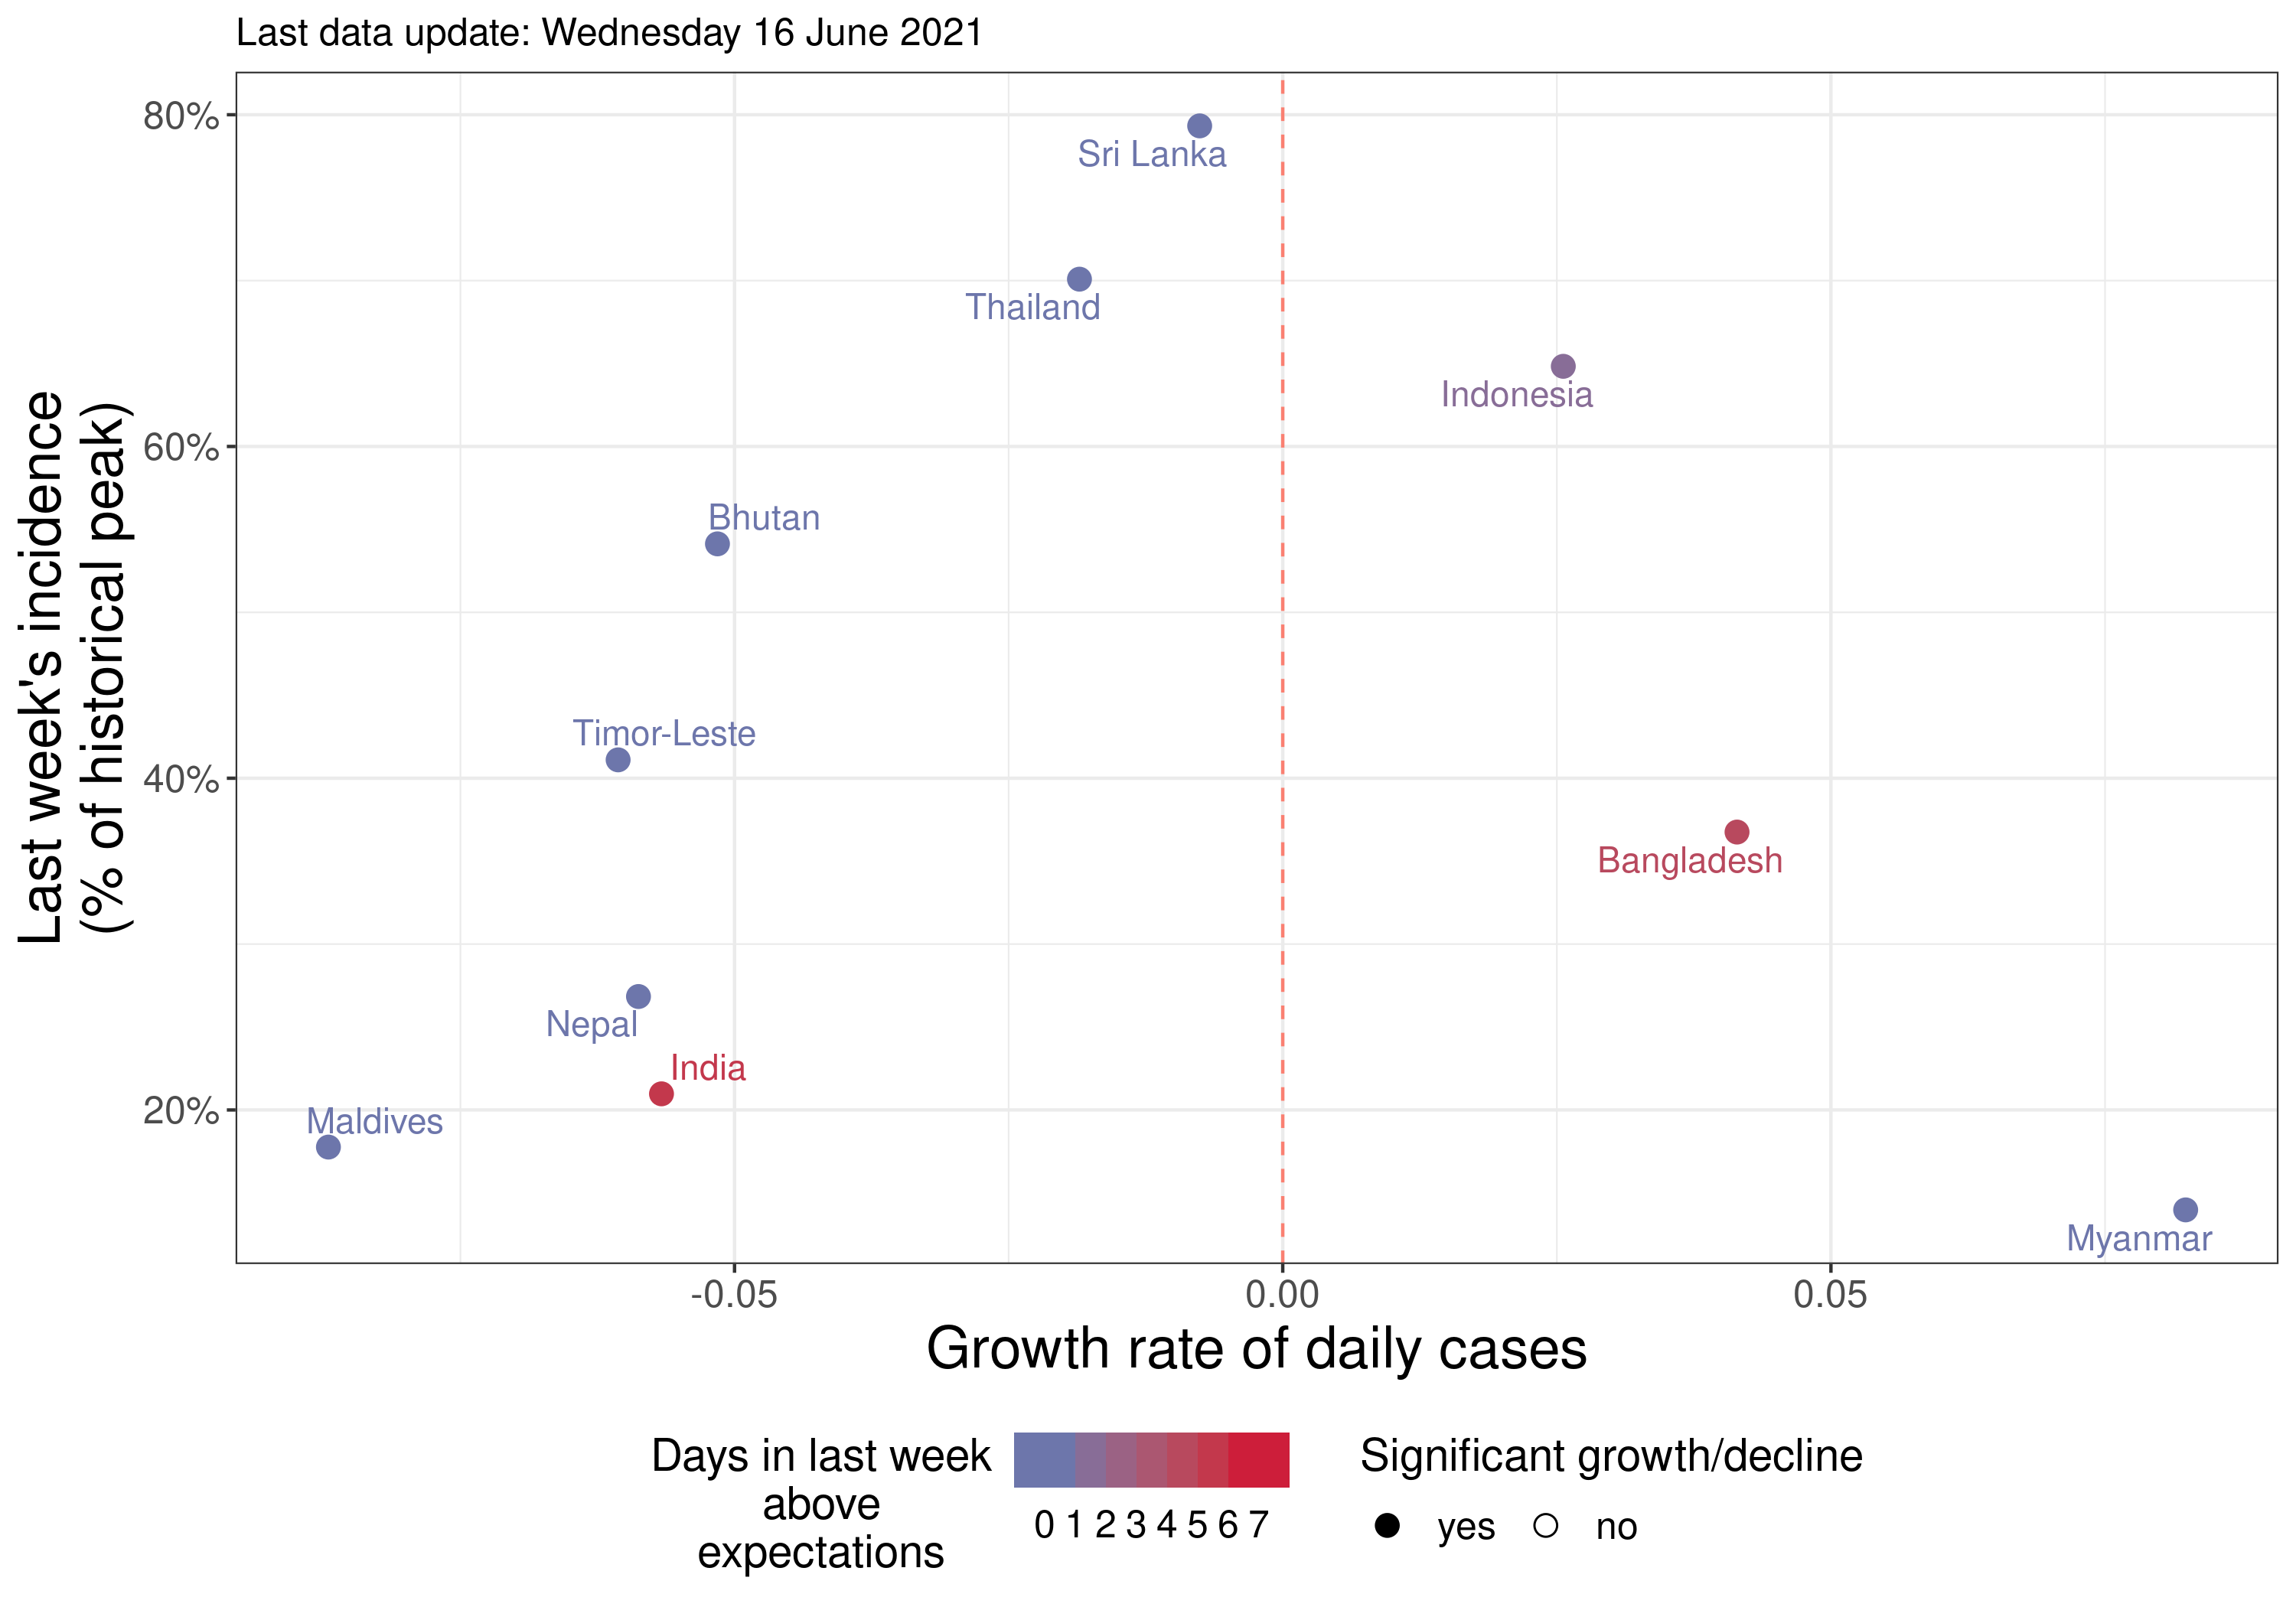 Last data update: Wednesday 16 June 2021
80%
60%
40%
20%
Last week's incidence
(% of historical peak)
Sri Lanka
Thailand
Indonesia
Bhutan
Timor-Leste
Bangladesh
Nepal
India
Maldives
Myanmar
-0.05 0.00 0.05
Growth rate of daily cases
Days in last week
above
expectations
0 1 2 3 4 5 6 7
Significant growth/decline
yes no